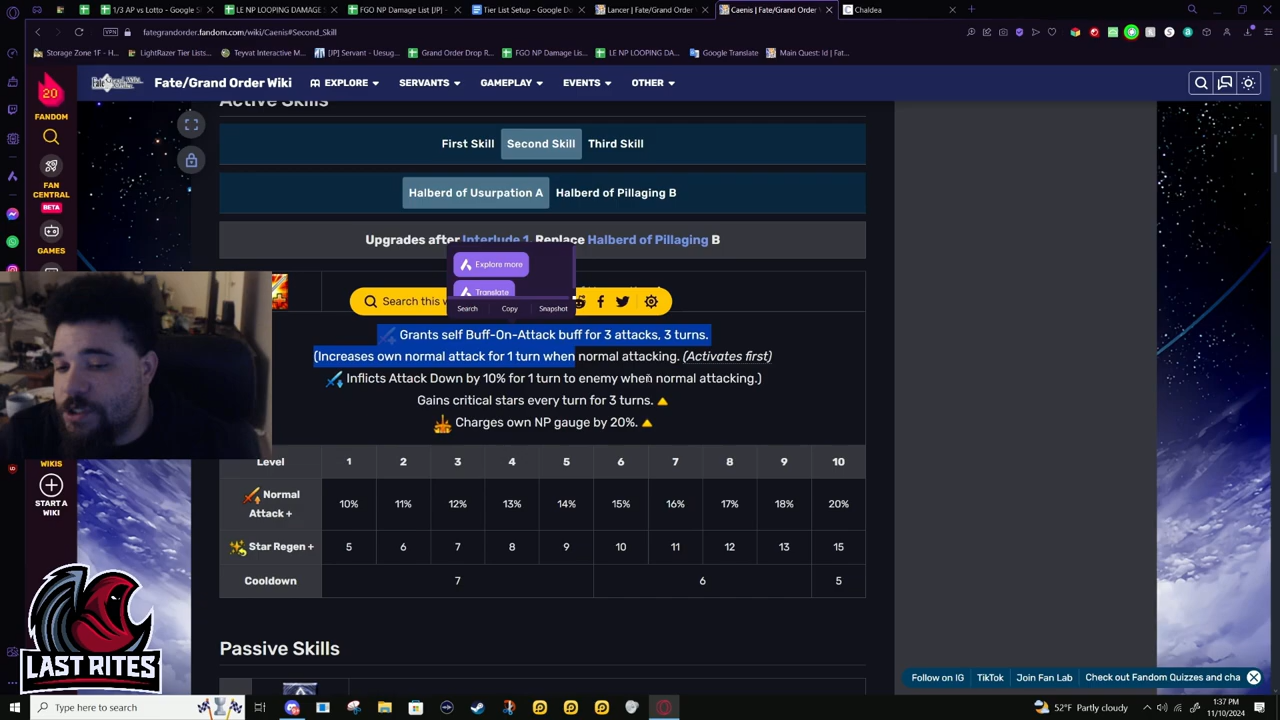 1/3 AP vs Lotto - Google S
LE NP LOOPING DAMAGE S
FGO NP Damage List [JP] -
Tier List Setup - Google Do
Lancer | Fate/Grand Order
Caenis | Fate/Grand Order
Chaldea
VPN
fategrandorder.fandom.com/wiki/Caenis#Second_Skill
Storage Zone 1F - H...
LightRazer Tier Lists...
Teyvat Interactive M...
[JP] Servant - Uesug...
Grand Order Drop R...
FGO NP Damage Lis...
LE NP LOOPING DA...
Google Translate
Main Quest: Id | Fat...
20
FANDOM
FAN
CENTRAL
BETA
GAMES
WIKIS
START A
WIKI
Fate/Grand Order Wiki
EXPLORE
SERVANTS
GAMEPLAY
EVENTS
OTHER
Active Skills
First Skill
Second Skill
Third Skill
Halberd of Usurpation A
Halberd of Pillaging B
Upgrades after Interlude 1. Replace Halberd of Pillaging B
Explore more
Translate
Search this w
Search
Copy
Snapshot
Grants self Buff-On-Attack buff for 3 attacks, 3 turns.
(Increases own normal attack for 1 turn when normal attacking. (Activates first)
Inflicts Attack Down by 10% for 1 turn to enemy when normal attacking.)
Gains critical stars every turn for 3 turns.
Charges own NP gauge by 20%.
Level 1 2 3 4 5 6 7 8 9 10
Normal
Attack + 10% 11% 12% 13% 14% 15% 16% 17% 18% 20%
Star Regen + 5 6 7 8 9 10 11 12 13 15
Cooldown 7 6 5
Passive Skills
LAST RITES
Follow on IG
TikTok
Join Fan Lab
Check out Fandom Quizzes and cha
Type here to search
52°F Partly cloudy
1:37 PM
11/10/2024